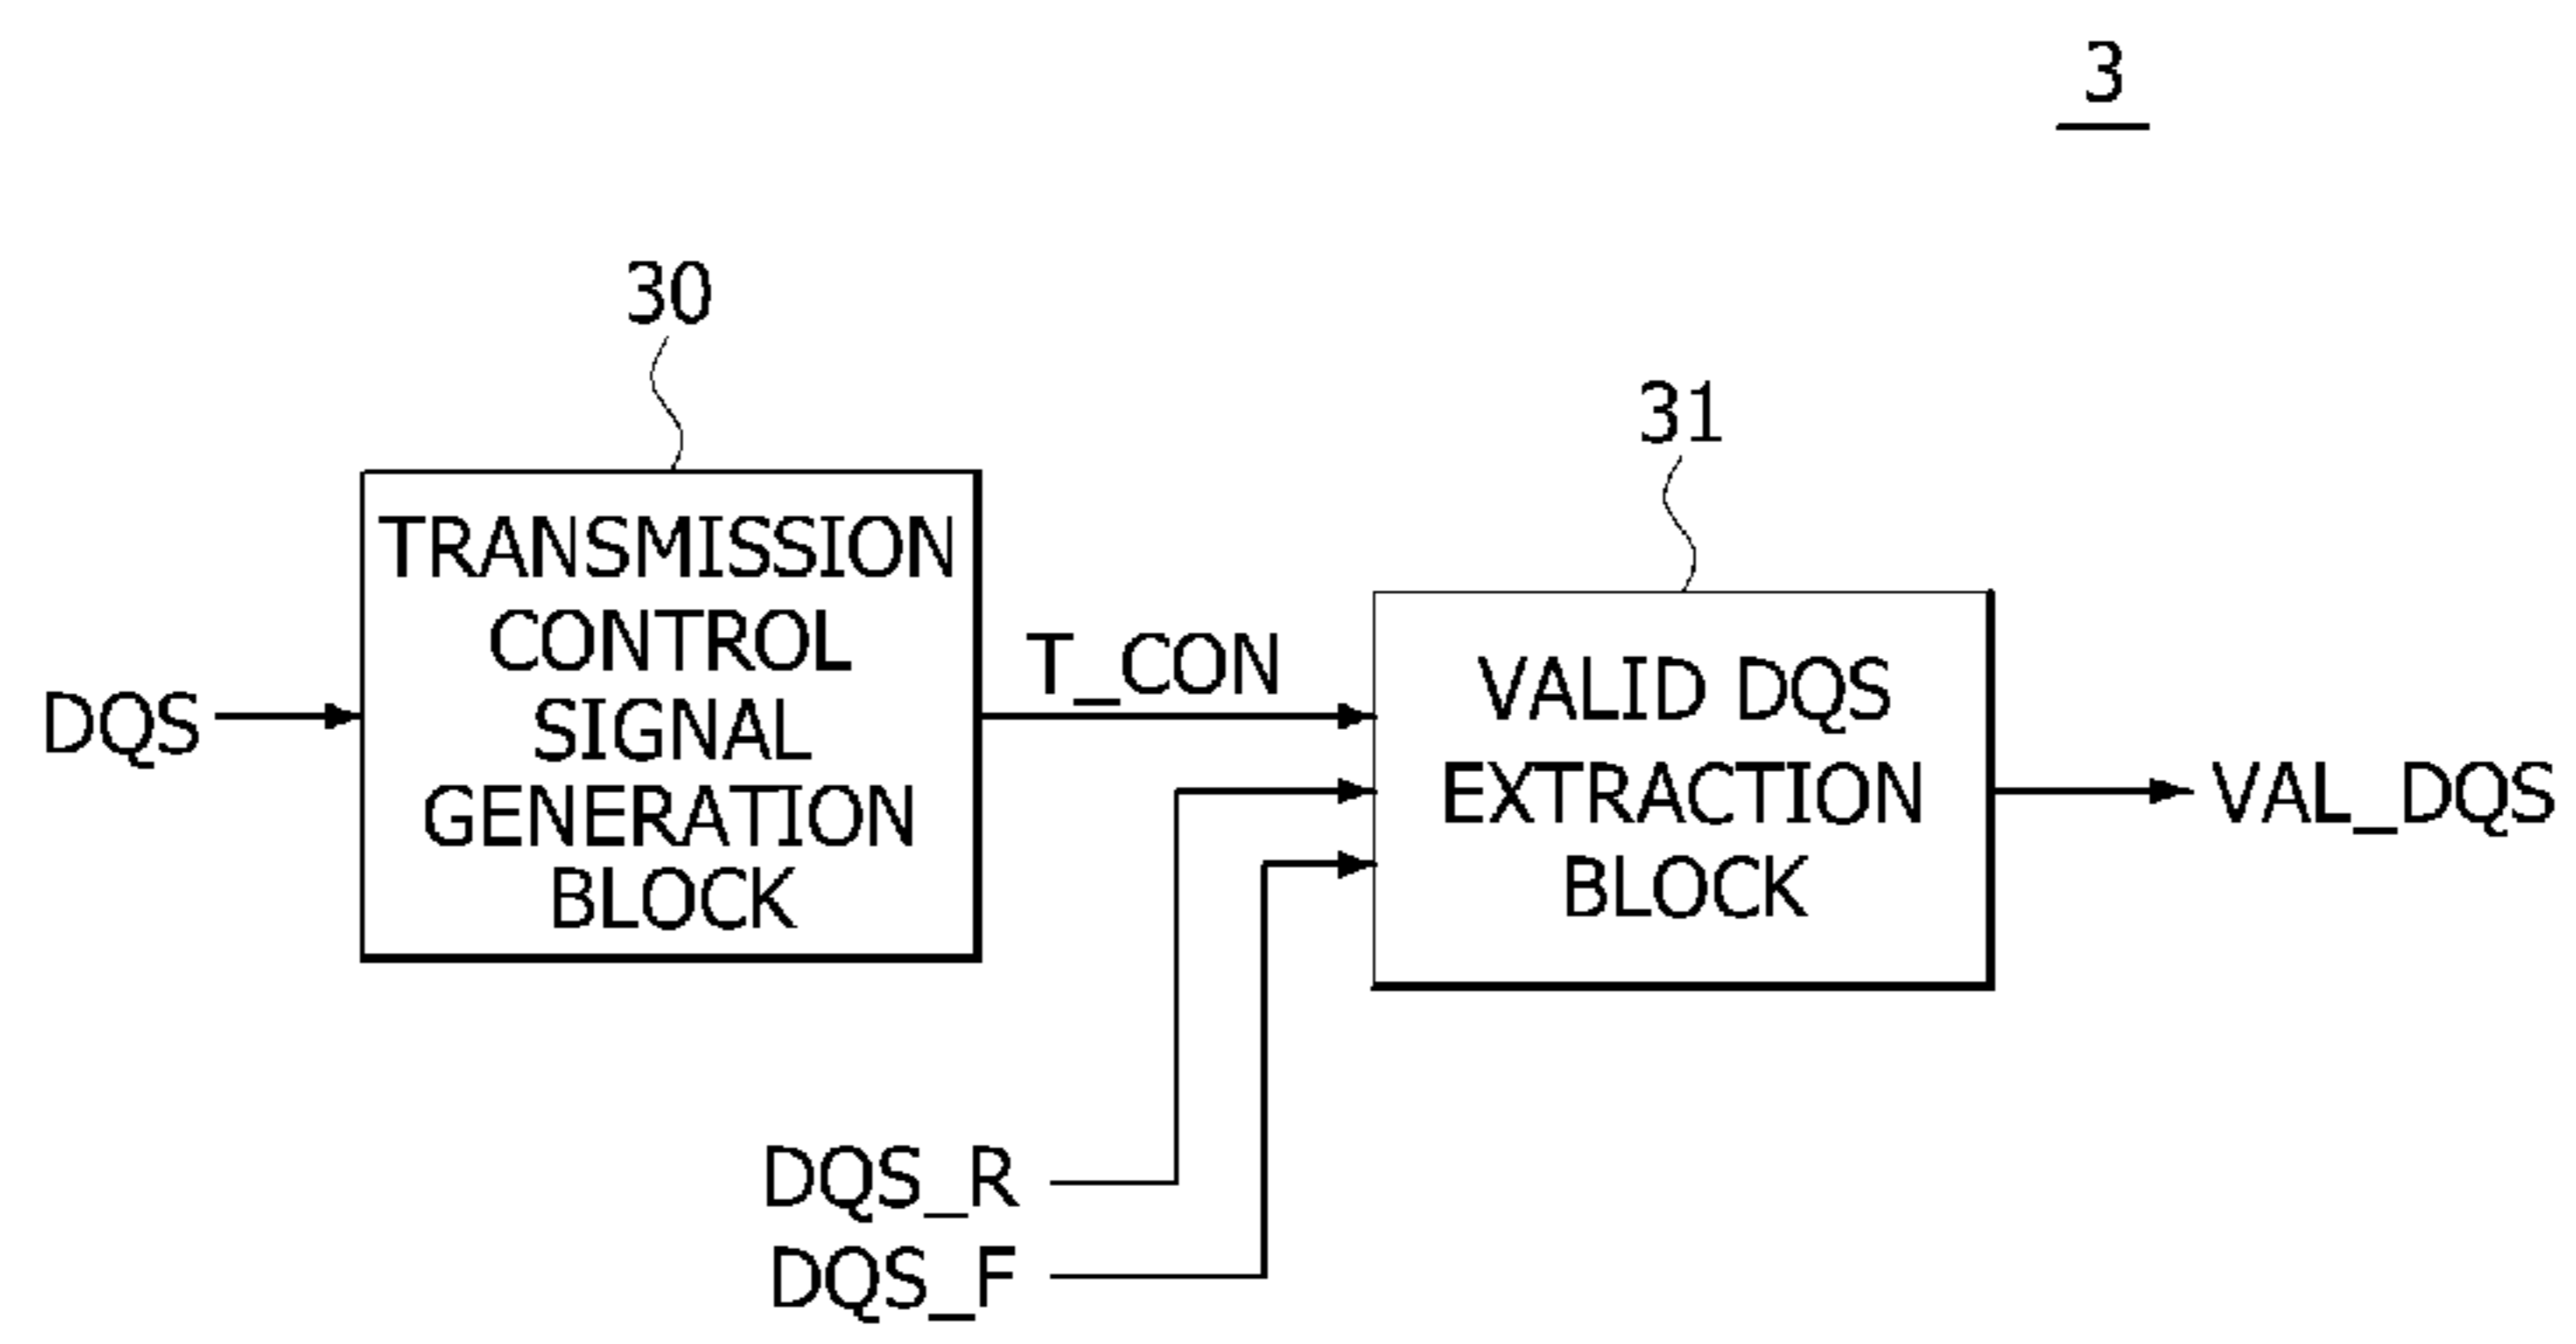 3
30
31
TRANSMISSION
CONTROL
SIGNAL
GENERATION
BLOCK
DQS
T_CON
VALID DQS
EXTRACTION
BLOCK
VAL_DQS
DQS_R
DQS_F